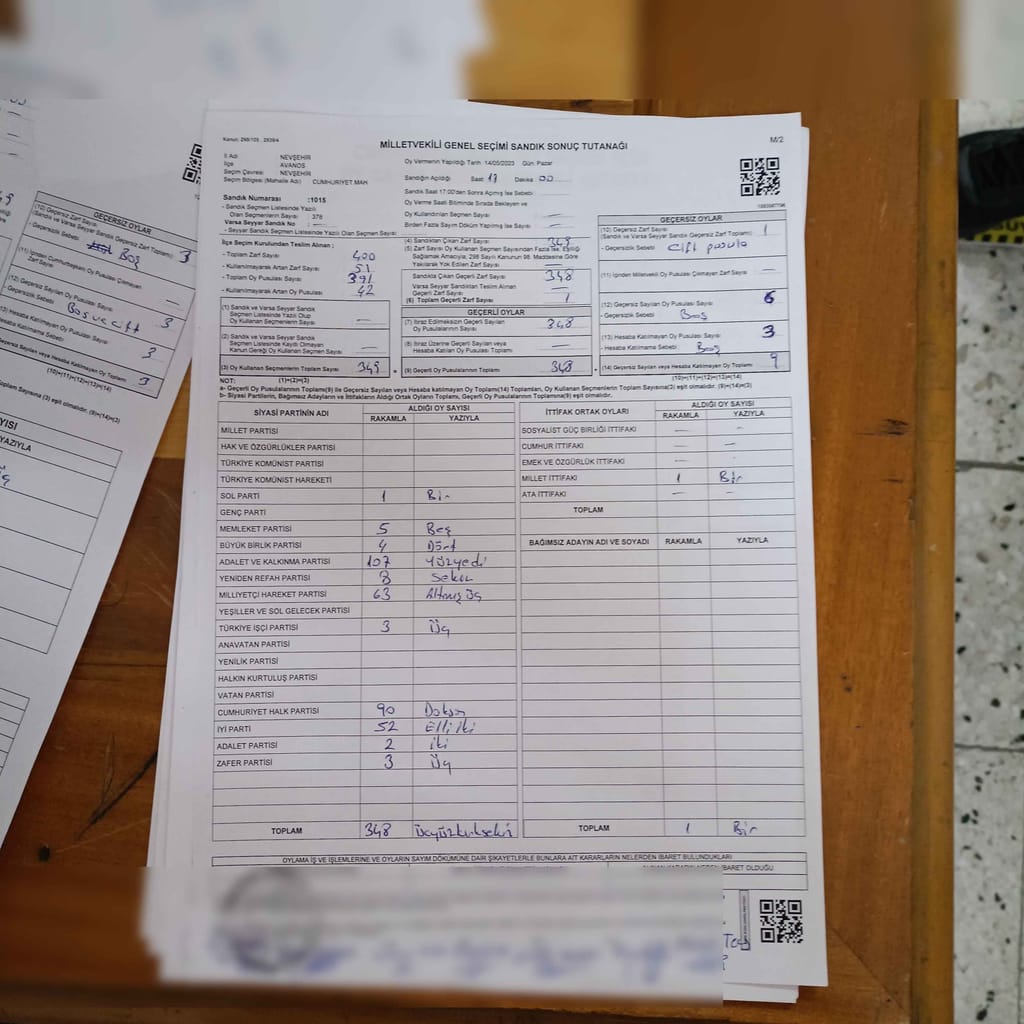 Kanun: 298/105, 2839/4
MİLLETVEKİLİ GENEL SEÇİMİ SANDIK SONUÇ TUTANAĞI
M/2
İl Adı NEVŞEHİR
İlçe AVANOS
Seçim Çevresi NEVŞEHİR
Seçim Bölgesi (Mahalle Adı) CUMHURİYET MAH
Oy Vermenin Yapıldığı Tarih 14/05/2023 Gün: Pazar
Sandığın Açıldığı Saat 17 Dakika 00
Sandık Saat 17:00'den Sonra Açılmış İse Sebebi
Oy Verme Saati Bitiminde Sırada Bekleyen ve
Oy Kullandırılan Seçmen Sayısı
Birden Fazla Sayım Döküm Yapılmış İse Sayısı
Sandık Numarası :1015
- Sandık Seçmen Listesinde Yazılı
Olan Seçmenlerin Sayısı 378
Varsa Seyyar Sandık No
- Seyyar Sandık Seçmen Listesinde Yazılı Olan Seçmen Sayısı
İlçe Seçim Kurulundan Teslim Alınan :
- Toplam Zarf Sayısı 400
- Kullanılmayarak Artan Zarf Sayısı 51
- Toplam Oy Pusulası Sayısı 391
- Kullanılmayarak Artan Oy Pusulası 42
(1) Sandık ve Varsa Seyyar Sandık
Seçmen Listesinde Yazılı Olup
Oy Kullanan Seçmenlerin Sayısı —
(2) Sandık ve Varsa Seyyar Sandık
Seçmen Listesinde Kayıtlı Olmayan
Kanun Gereği Oy Kullanan Seçmen Sayısı —
(3) Oy Kullanan Seçmenlerin Toplam Sayısı 349
(4) Sandıktan Çıkan Zarf Sayısı 349
(5) Zarf Sayısı Oy Kullanan Seçmen Sayısından Fazla İse, Eşitliği
Sağlamak Amacıyla, 298 Sayılı Kanunun 98. Maddesine Göre
Yakılarak Yok Edilen Zarf Sayısı
Sandıkta Çıkan Geçerli Zarf Sayısı 348
Varsa Seyyar Sandıktan Teslim Alınan
Geçerli Zarf Sayısı —
(6) Toplam Geçerli Zarf Sayısı 1
GEÇERLİ OYLAR
(7) İtiraz Edilmeksizin Geçerli Sayılan
Oy Pusulalarının Sayısı 348
(8) İtiraz Üzerine Geçerli Sayılan veya
Hesaba Katılan Oy Pusulası Toplamı —
(9) Geçerli Oy Pusulalarının Toplamı 348
GEÇERSİZ OYLAR
(10) Geçersiz Zarf Sayısı
(Sandık ve Varsa Seyyar Sandık Geçersiz Zarf Toplamı) 1
- Geçersizlik Sebebi Çift pusula
(11) İçinden Milletvekili Oy Pusulası Çıkmayan Zarf Sayısı —
(12) Geçersiz Sayılan Oy Pusulası Sayısı 6
- Geçersizlik Sebebi Boş
(13) Hesaba Katılmayan Oy Pusulası Sayısı 3
- Hesaba Katılmama Sebebi Boş
(14) Geçersiz Sayılan veya Hesaba Katılmayan Oy Toplamı 9
(10)+(11)+(12)+(13)=(14)
NOT: (1)+(2)=(3)
a- Geçerli Oy Pusulalarının Toplamı(9) ile Geçersiz Sayılan veya Hesaba katılmayan Oy Toplamı(14) Toplamları, Oy Kullanan Seçmenlerin Toplam Sayısına(3) eşit olmalıdır. (9)+(14)=(3)
b- Siyasi Partilerin, Bağımsız Adayların ve İttifakların Aldığı Ortak Oyların Toplamı, Geçerli Oy Pusulalarının Toplamına(9) eşit olmalıdır.
SİYASİ PARTİNİN ADI ALDIĞI OY SAYISI
RAKAMLA YAZIYLA
MİLLET PARTİSİ
HAK VE ÖZGÜRLÜKLER PARTİSİ
TÜRKİYE KOMÜNİST PARTİSİ
TÜRKİYE KOMÜNİST HAREKETİ
SOL PARTİ 1 Bir
GENÇ PARTİ
MEMLEKET PARTİSİ 5 Beş
BÜYÜK BİRLİK PARTİSİ 4 Dört
ADALET VE KALKINMA PARTİSİ 107 Yüzyedi
YENİDEN REFAH PARTİSİ 8 Sekiz
MİLLİYETÇİ HAREKET PARTİSİ 63 Altmış üç
YEŞİLLER VE SOL GELECEK PARTİSİ
TÜRKİYE İŞÇİ PARTİSİ 3 Üç
ANAVATAN PARTİSİ
YENİLİK PARTİSİ
HALKIN KURTULUŞ PARTİSİ
VATAN PARTİSİ
CUMHURİYET HALK PARTİSİ 90 Doksan
İYİ PARTİ 52 Elli iki
ADALET PARTİSİ 2 iki
ZAFER PARTİSİ 3 Üç
TOPLAM 348 Üçyüzkırksekiz
İTTİFAK ORTAK OYLARI ALDIĞI OY SAYISI
RAKAMLA YAZIYLA
SOSYALİST GÜÇ BİRLİĞİ İTTİFAKI — —
CUMHUR İTTİFAKI — —
EMEK VE ÖZGÜRLÜK İTTİFAKI — —
MİLLET İTTİFAKI 1 Bir
ATA İTTİFAKI — —
TOPLAM
BAĞIMSIZ ADAYIN ADI VE SOYADI RAKAMLA YAZIYLA
TOPLAM 1 Bir
OYLAMA İŞ VE İŞLEMLERİNE VE OYLARIN SAYIM DÖKÜMÜNE DAİR ŞİKAYETLERLE BUNLARA AİT KARARLARIN NELERDEN İBARET BULUNDUKLARI
GEÇERSİZ OYLAR
(10) Geçersiz Zarf Sayısı
(Sandık ve Varsa Seyyar Sandık Geçersiz Zarf Toplamı) 3
- Geçersizlik Sebebi Boş
(11) İçinden Cumhurbaşkanı Oy Pusulası Çıkmayan
Zarf Sayısı
(12) Geçersiz Sayılan Oy Pusulası Sayısı 3
- Geçersizlik Sebebi Boş ve çift
Hesaba Katılmayan Oy Pusulası Sayısı 3
Hesaba Katılmama Sebebi
Geçersiz Sayılan veya Hesaba Katılmayan Oy Toplamı 3
(10)+(11)+(12)+(13)=(14)
Toplam Sayısına (3) eşit olmalıdır. (9)+(14)=(3)
YAZIYLA